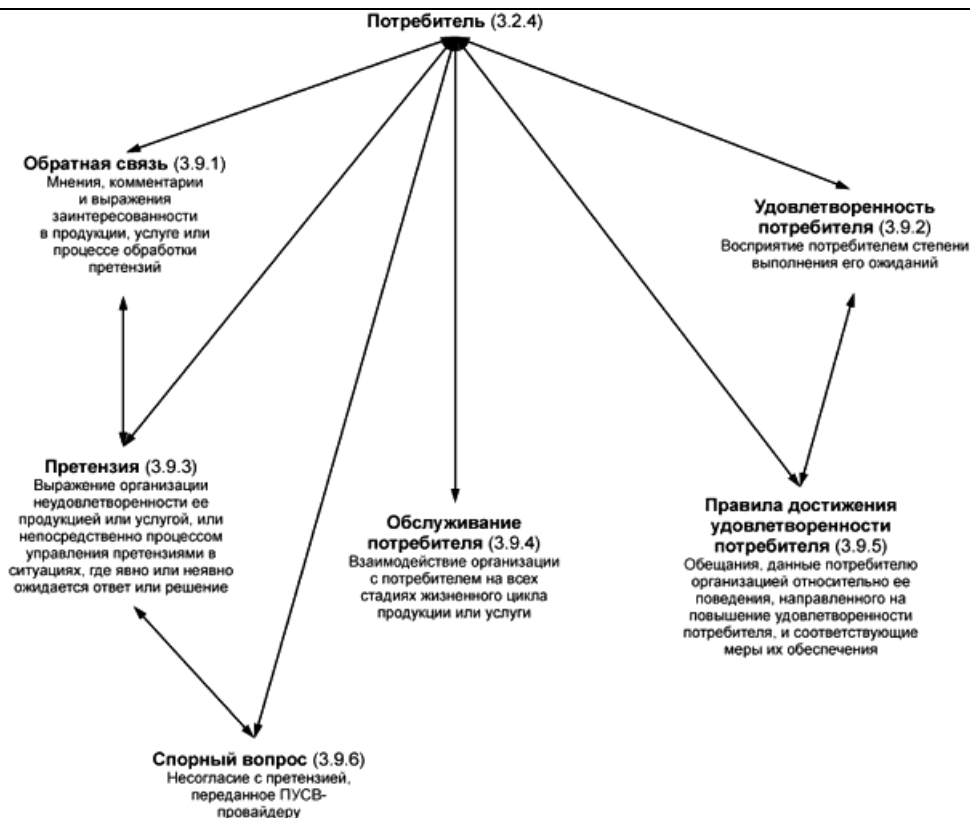 Потребитель (3.2.4)
Обратная связь (3.9.1)
Мнения, комментарии
и выражения
заинтересованности
в продукции, услуге или
процессе обработки
претензий
Удовлетворенность
потребителя (3.9.2)
Восприятие потребителем степени
выполнения его ожиданий
Претензия (3.9.3)
Выражение организации
неудовлетворенности ее
продукцией или услугой, или
непосредственно процессом
управления претензиями в
ситуациях, где явно или неявно
ожидается ответ или решение
Обслуживание
потребителя (3.9.4)
Взаимодействие организации
с потребителем на всех
стадиях жизненного цикла
продукции или услуги
Правила достижения
удовлетворенности
потребителя (3.9.5)
Обещания, данные потребителю
организацией относительно ее
поведения, направленного на
повышение удовлетворенности
потребителя, и соответствующие
меры их обеспечения
Спорный вопрос (3.9.6)
Несогласие с претензией,
переданное ПУСВ-
провайдеру